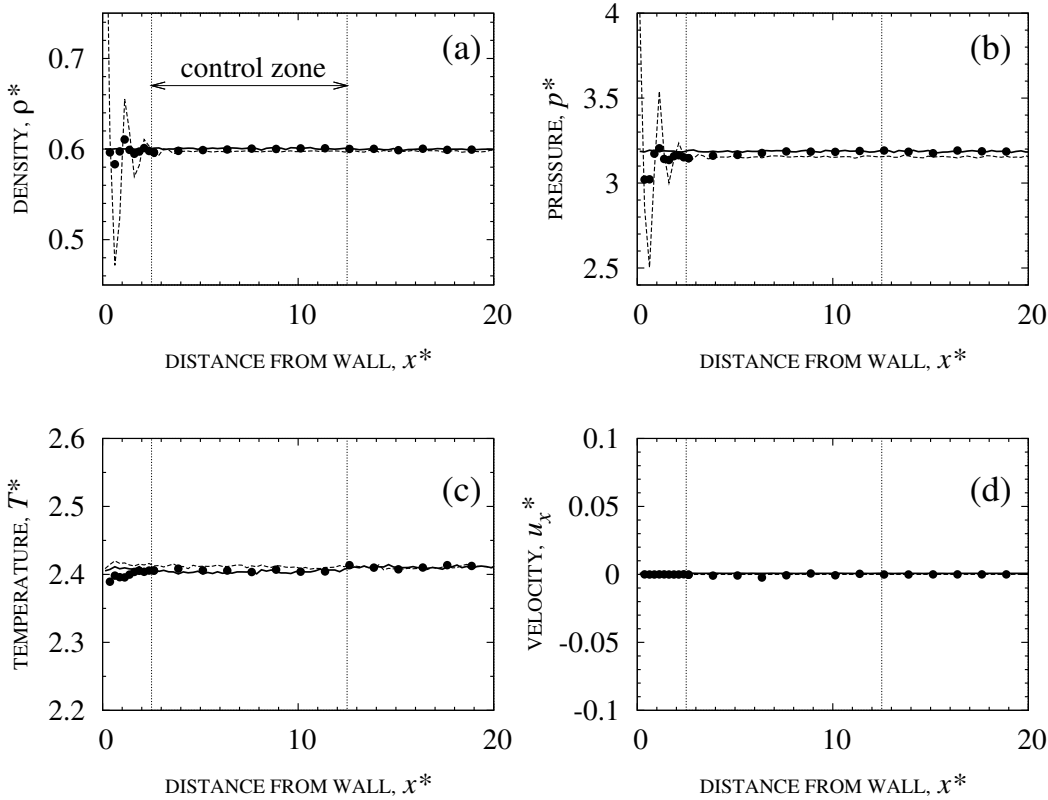 (a)
control zone
0.7
0.6
0.5
DENSITY, ρ*
0
10
20
DISTANCE FROM WALL, x*
(b)
4
3.5
3
2.5
PRESSURE, p*
0
10
20
DISTANCE FROM WALL, x*
(c)
2.6
2.5
2.4
2.3
2.2
TEMPERATURE, T*
0
10
20
DISTANCE FROM WALL, x*
(d)
0.1
0.05
0
-0.05
-0.1
VELOCITY, u_x*
0
10
20
DISTANCE FROM WALL, x*